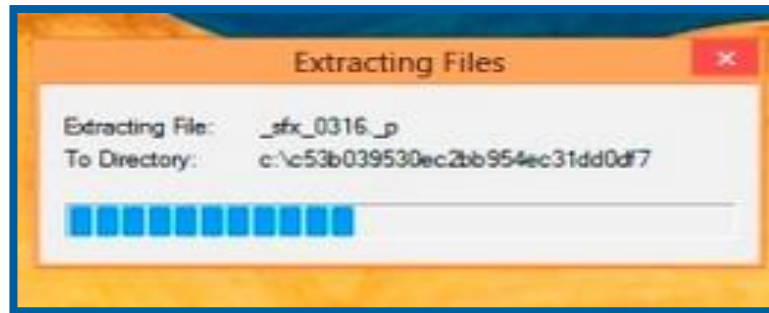 Extracting Files
Extracting File: _sfx_0316._p
To Directory: c:\c53b039530ec2bb954ec31dd0df7